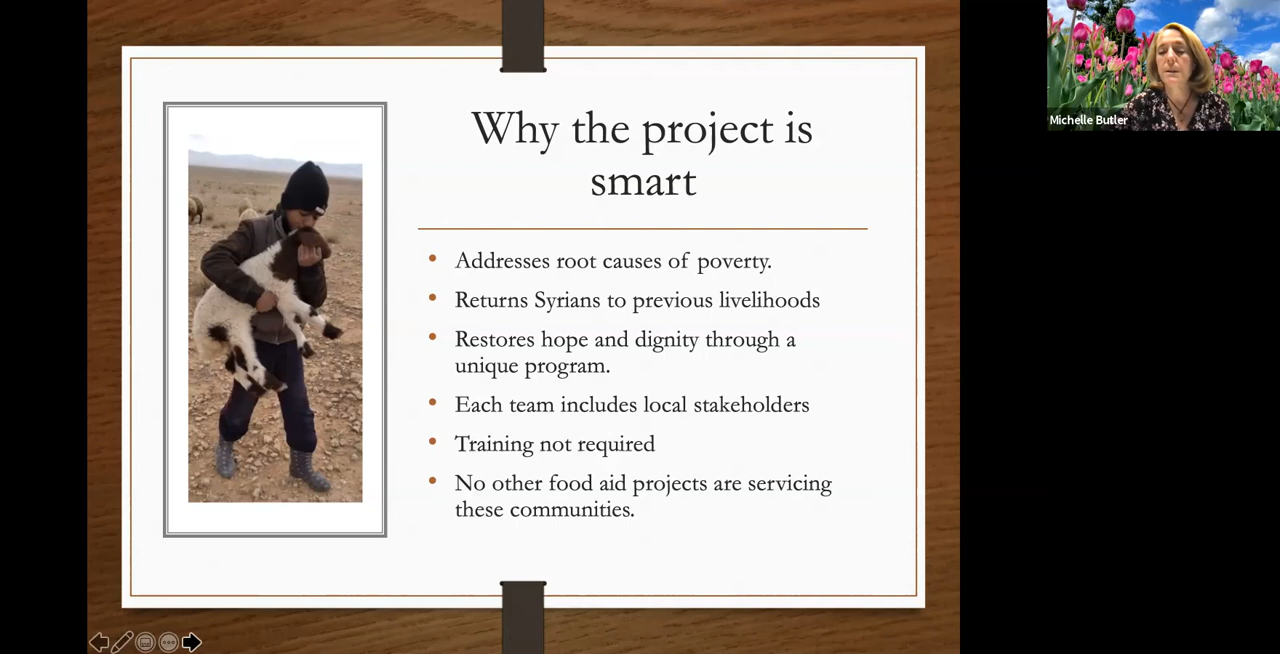 Why the project is
smart
Addresses root causes of poverty.
Returns Syrians to previous livelihoods
Restores hope and dignity through a
unique program.
Each team includes local stakeholders
Training not required
No other food aid projects are servicing
these communities.
Michelle Butler